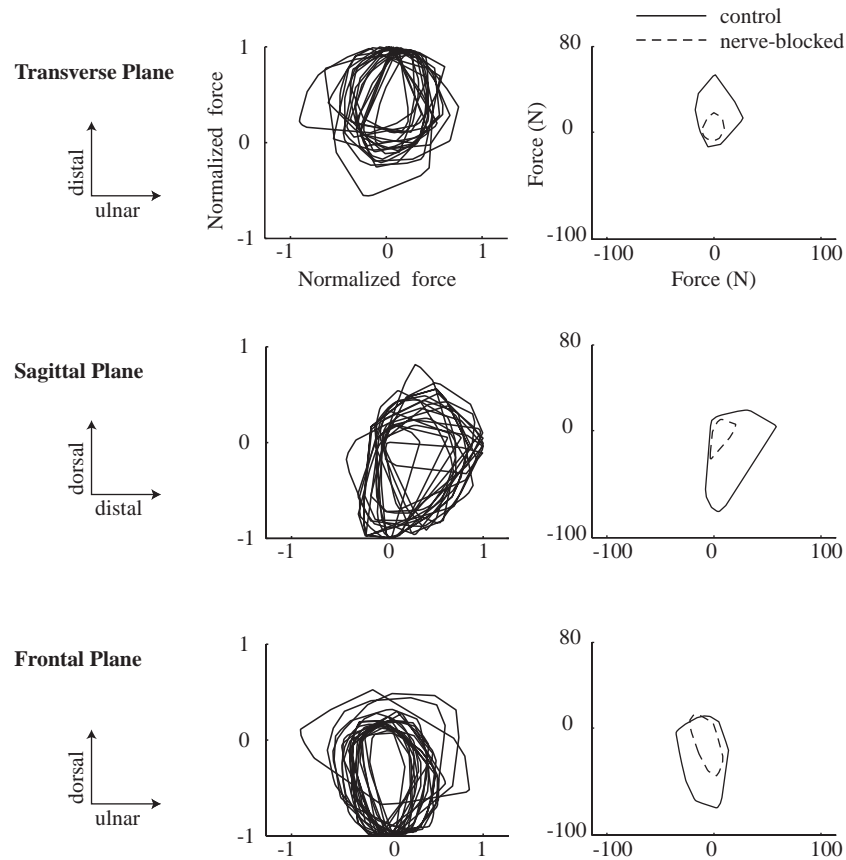 control
nerve-blocked
Transverse Plane
distal
ulnar
Normalized force
1
0
-1
-1
0
1
Normalized force
Force (N)
80
0
-100
-100
0
100
Force (N)
Sagittal Plane
dorsal
distal
1
0
-1
-1
0
1
80
0
-100
-100
0
100
Frontal Plane
dorsal
ulnar
1
0
-1
-1
0
1
80
0
-100
-100
0
100